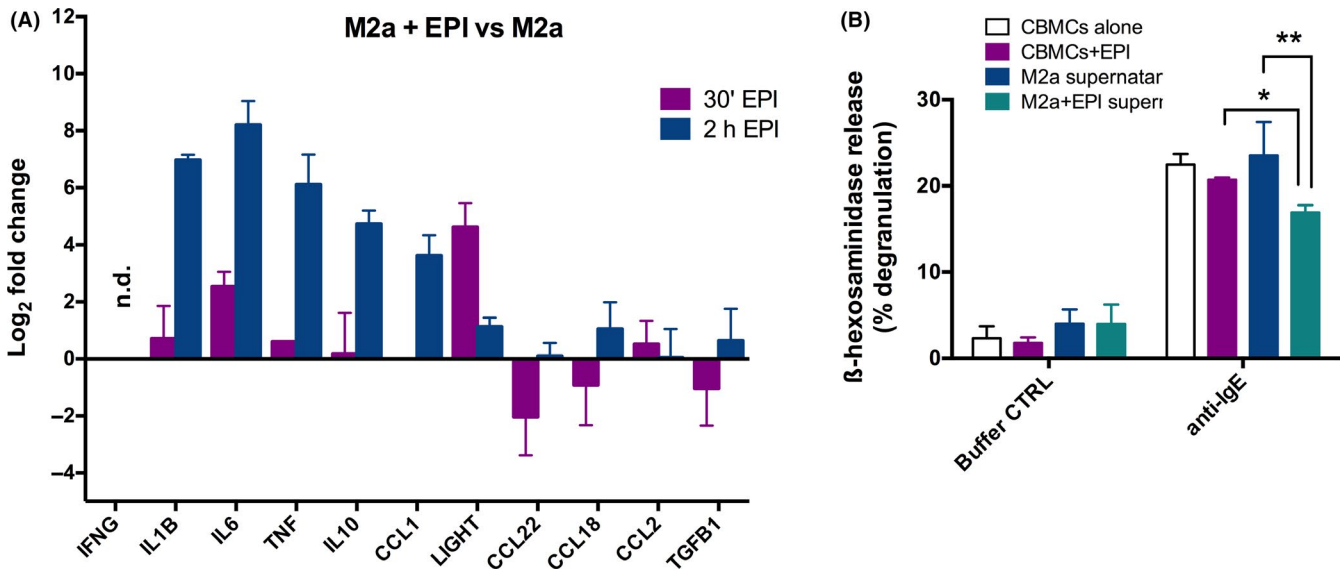 (A)
M2a + EPI vs M2a
30' EPI
2 h EPI
Log2 fold change
12
10
8
6
4
2
0
−2
−4
n.d.
IFNG
IL1B
IL6
TNF
IL10
CCL1
LIGHT
CCL22
CCL18
CCL2
TGFB1
(B)
CBMCs alone
CBMCs+EPI
M2a supernatar
M2a+EPI superr
**
*
ß-hexosaminidase release
(% degranulation)
30
20
10
0
Buffer CTRL
anti-IgE